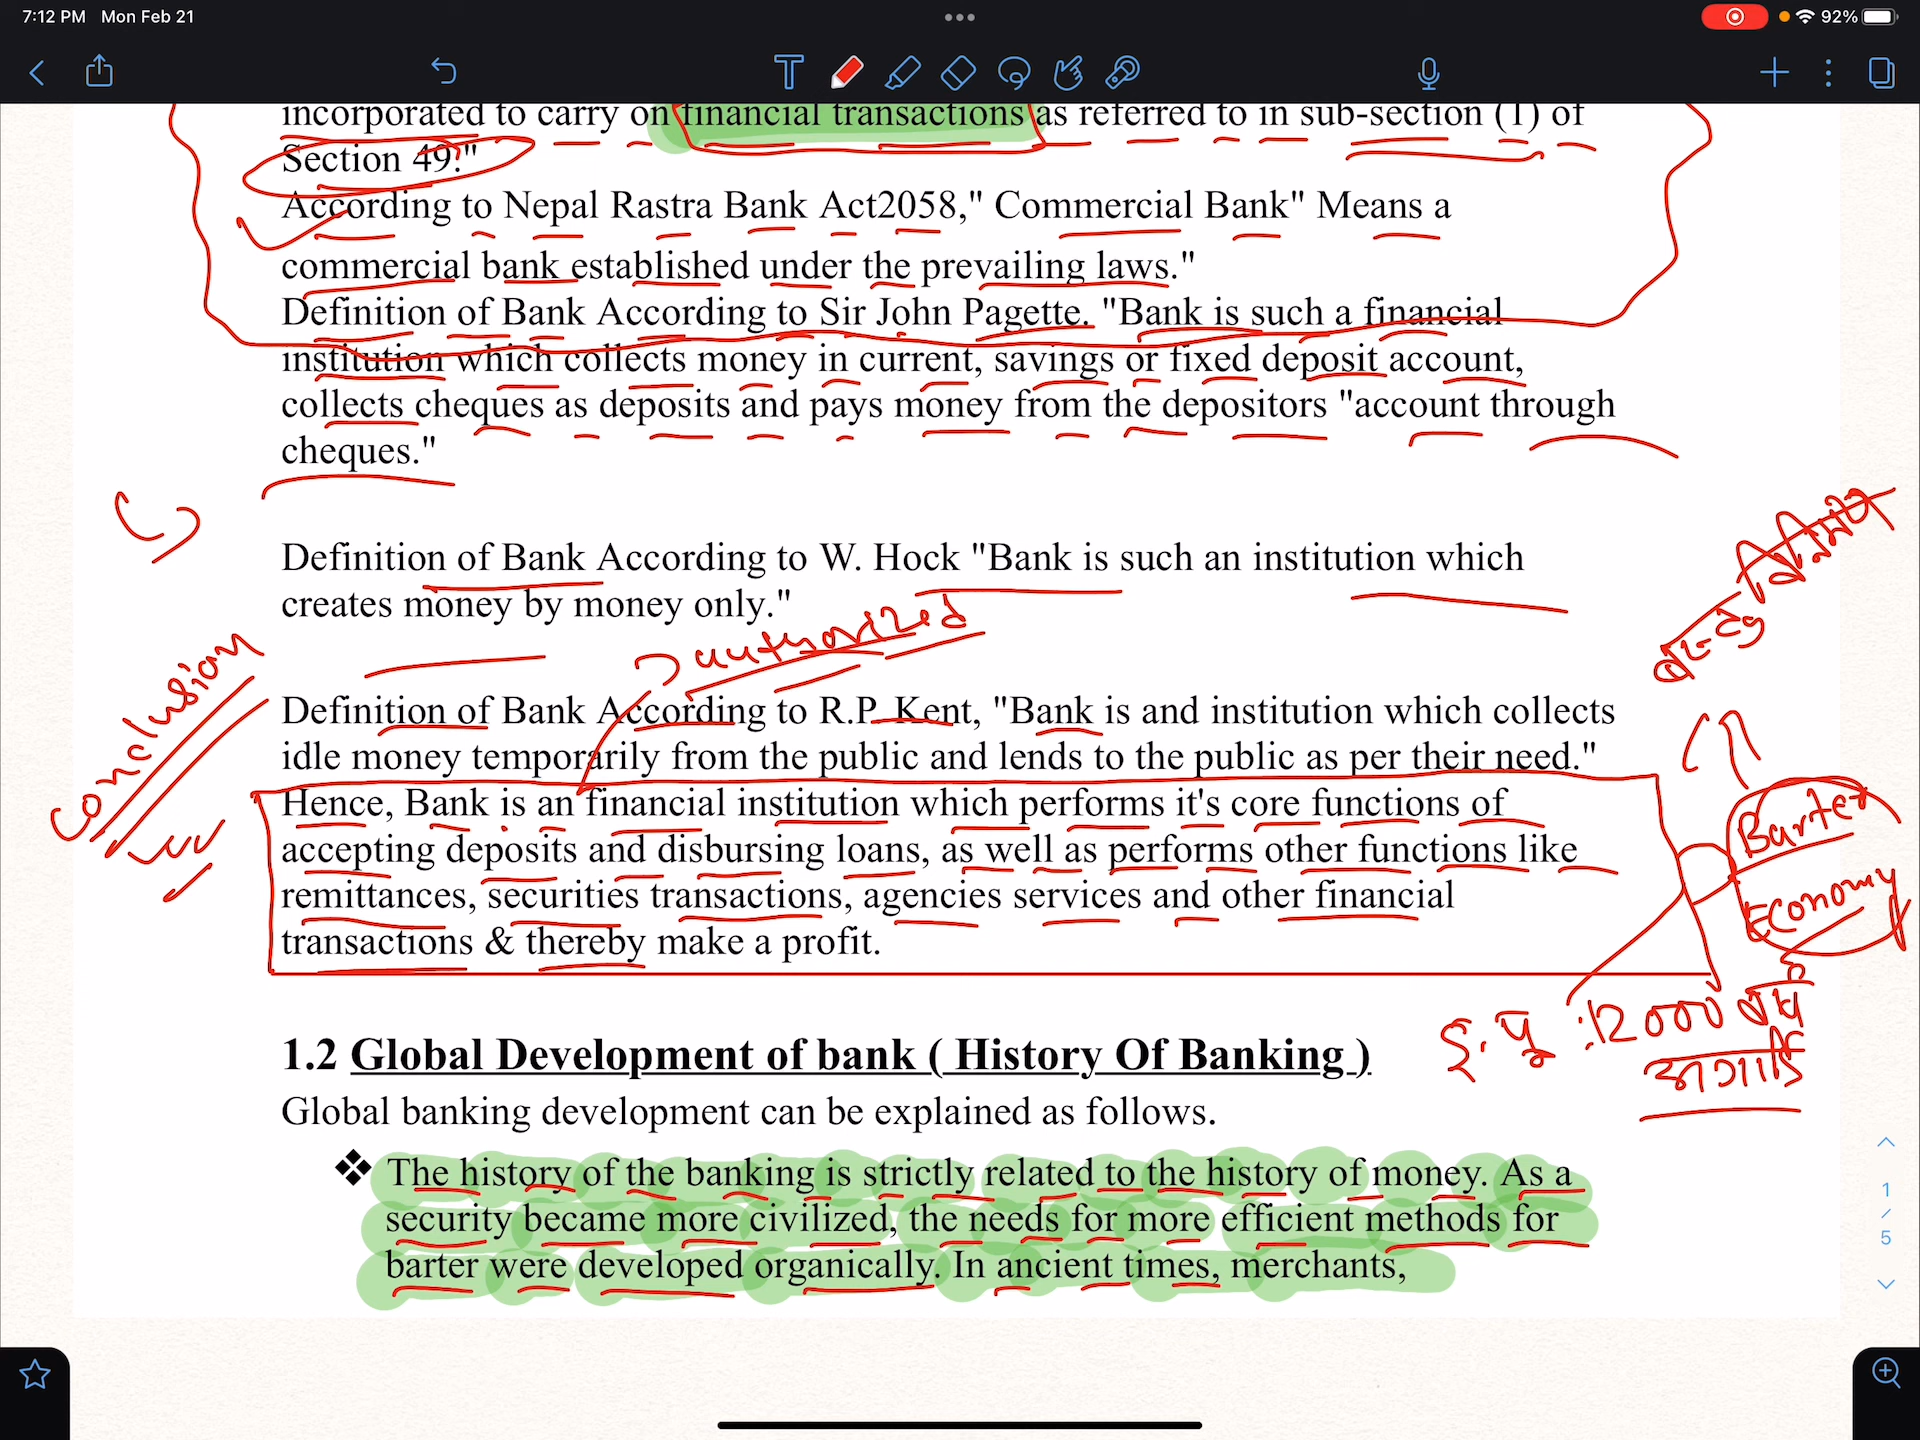 7:12 PM Mon Feb 21
92%
incorporated to carry on financial transactions as referred to in sub-section (1) of
Section 49."
According to Nepal Rastra Bank Act2058," Commercial Bank" Means a
commercial bank established under the prevailing laws."
Definition of Bank According to Sir John Pagette. "Bank is such a financial
institution which collects money in current, savings or fixed deposit account,
collects cheques as deposits and pays money from the depositors "account through
cheques."
Definition of Bank According to W. Hock "Bank is such an institution which
creates money by money only."
authorized
conclusion
Definition of Bank According to R.P. Kent, "Bank is and institution which collects
idle money temporarily from the public and lends to the public as per their need."
Hence, Bank is an financial institution which performs it's core functions of
accepting deposits and disbursing loans, as well as performs other functions like
remittances, securities transactions, agencies services and other financial
transactions & thereby make a profit.
Barter
Economy
ई.पू :12000 वर्ष
अगाडि
1.2 Global Development of bank ( History Of Banking )
Global banking development can be explained as follows.
❖ The history of the banking is strictly related to the history of money. As a
security became more civilized, the needs for more efficient methods for
barter were developed organically. In ancient times, merchants,
1
/
5